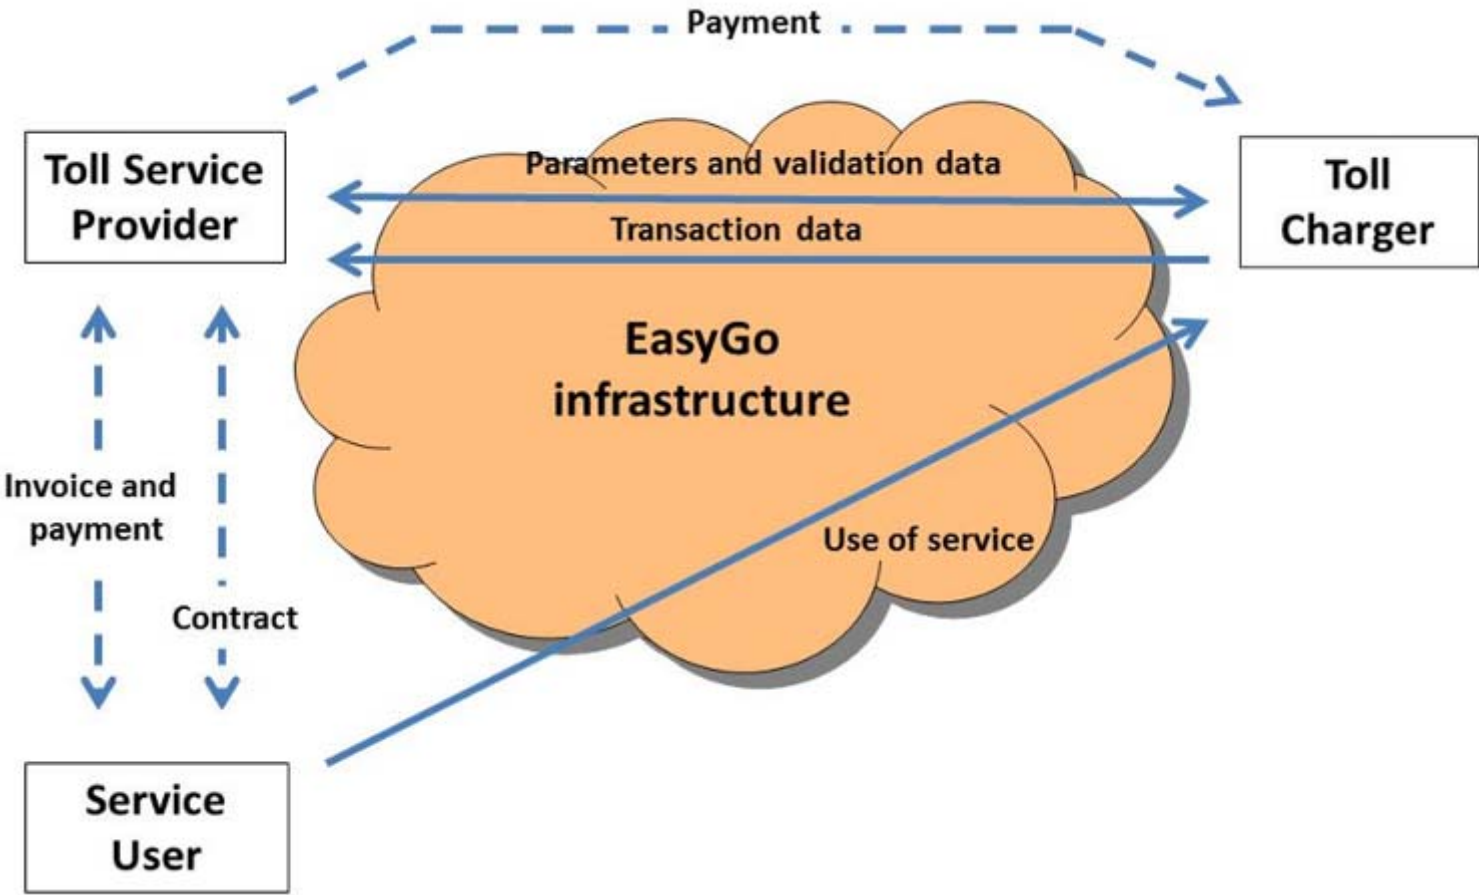 Payment
Toll Service
Provider
Parameters and validation data
Transaction data
Toll
Charger
EasyGo
infrastructure
Invoice and
payment
Contract
Use of service
Service
User